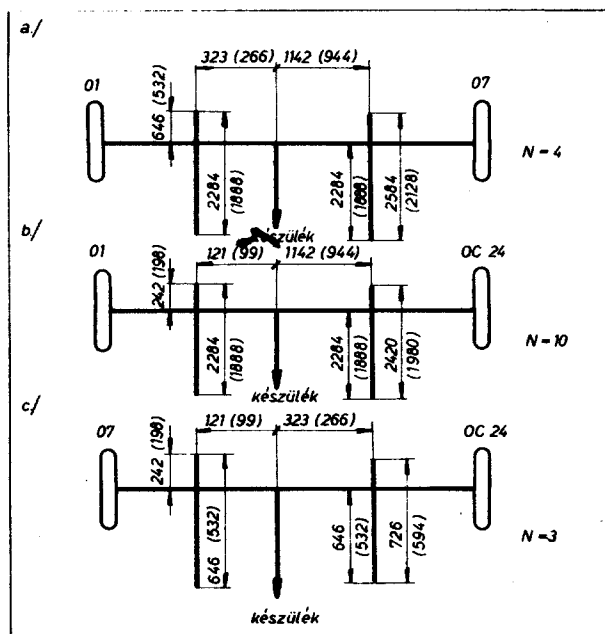 a./
323 (266) 1142 (944)
01
07
646 (532)
2284 (1888)
2284 (1888)
2584 (2128)
N = 4
készülék
b./
121 (99) 1142 (944)
01
OC 24
242 (198)
2284 (1888)
2284 (1888)
2420 (1980)
N = 10
készülék
c./
121 (99) 323 (266)
07
OC 24
242 (198)
646 (532)
646 (532)
726 (594)
N = 3
készülék